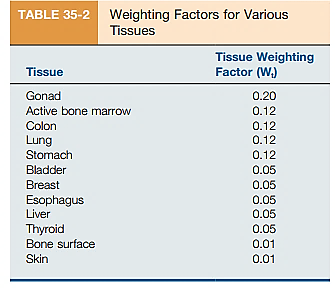 TABLE 35-2 Weighting Factors for Various
Tissues
Tissue Weighting
Tissue Factor (Wt)
Gonad 0.20
Active bone marrow 0.12
Colon 0.12
Lung 0.12
Stomach 0.12
Bladder 0.05
Breast 0.05
Esophagus 0.05
Liver 0.05
Thyroid 0.05
Bone surface 0.01
Skin 0.01